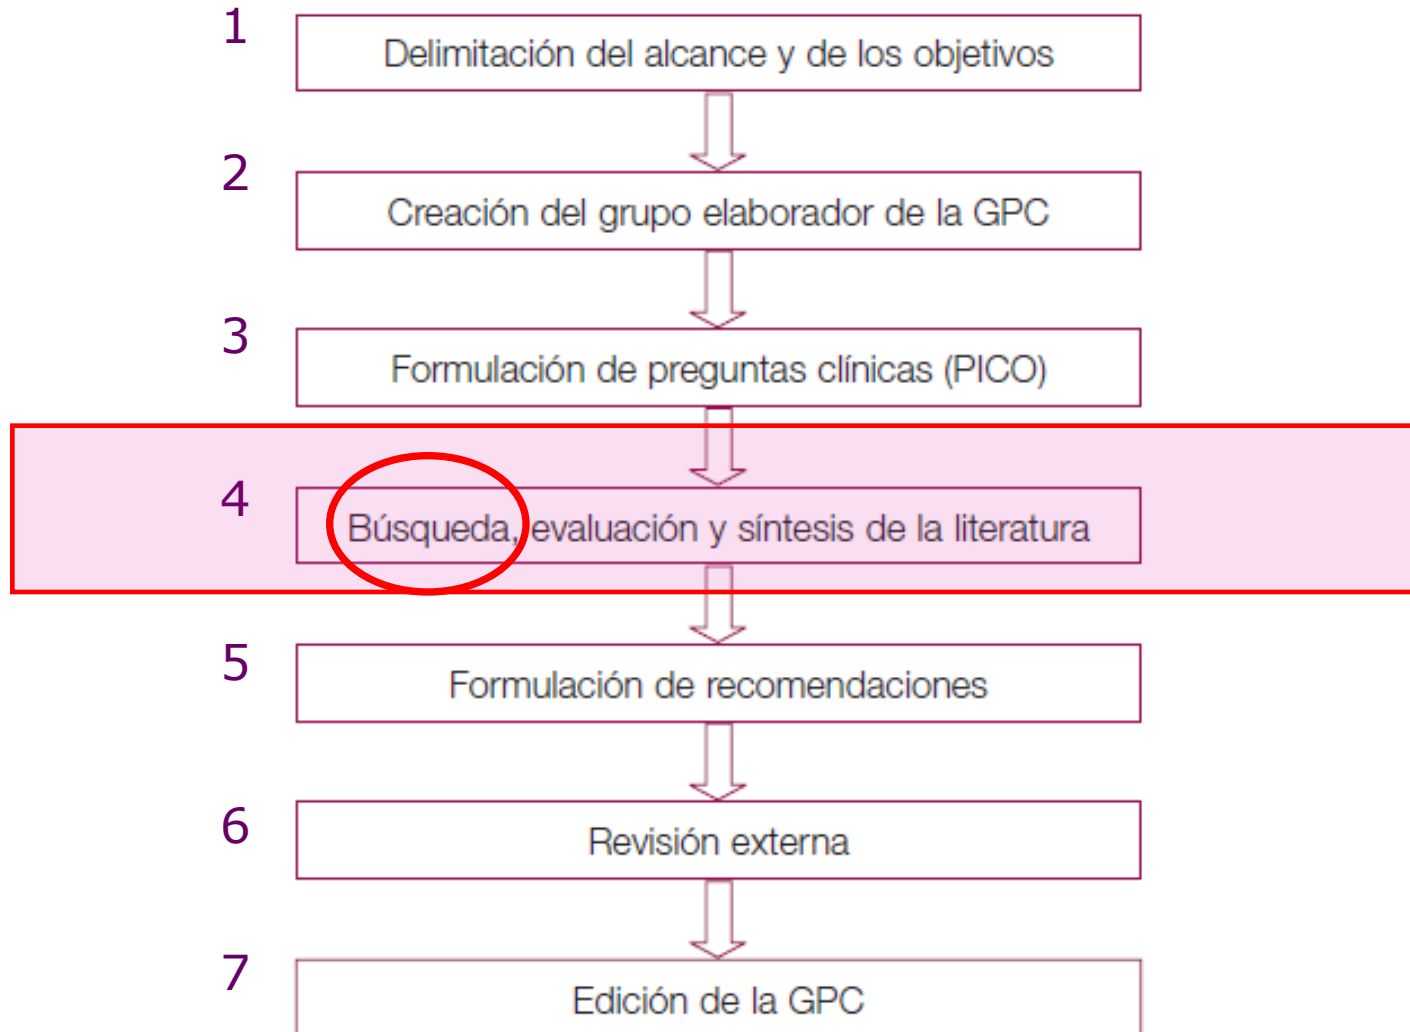 1
Delimitación del alcance y de los objetivos
2
Creación del grupo elaborador de la GPC
3
Formulación de preguntas clínicas (PICO)
4
Búsqueda, evaluación y síntesis de la literatura
5
Formulación de recomendaciones
6
Revisión externa
7
Edición de la GPC